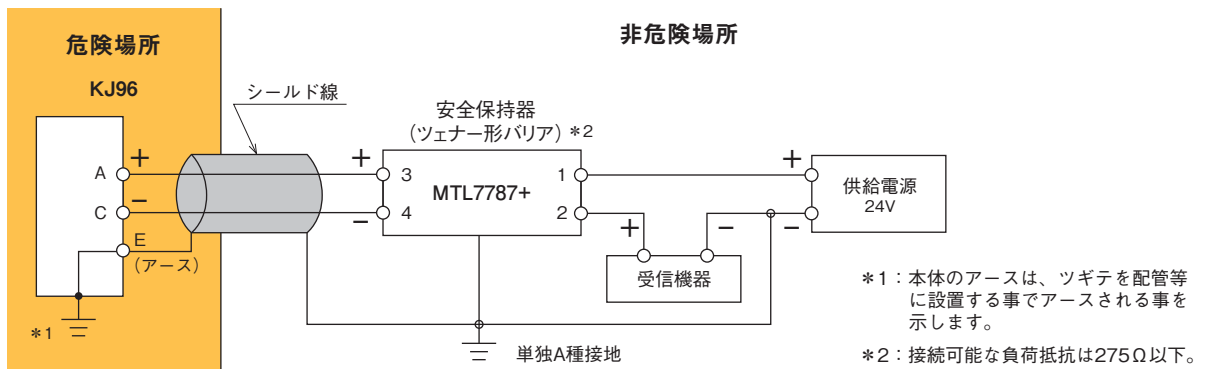 危険場所
非危険場所
KJ96
シールド線
安全保持器
(ツェナー形バリア) *2
+
+
+
A
3
1
MTL7787+
供給電源
24V
−
C
4
2
−
+
−
−
E
(アース)
受信機器
*1
単独A種接地
*1：本体のアースは、ツギテを配管等
に設置する事でアースされる事を
示します。
*2：接続可能な負荷抵抗は275Ω以下。